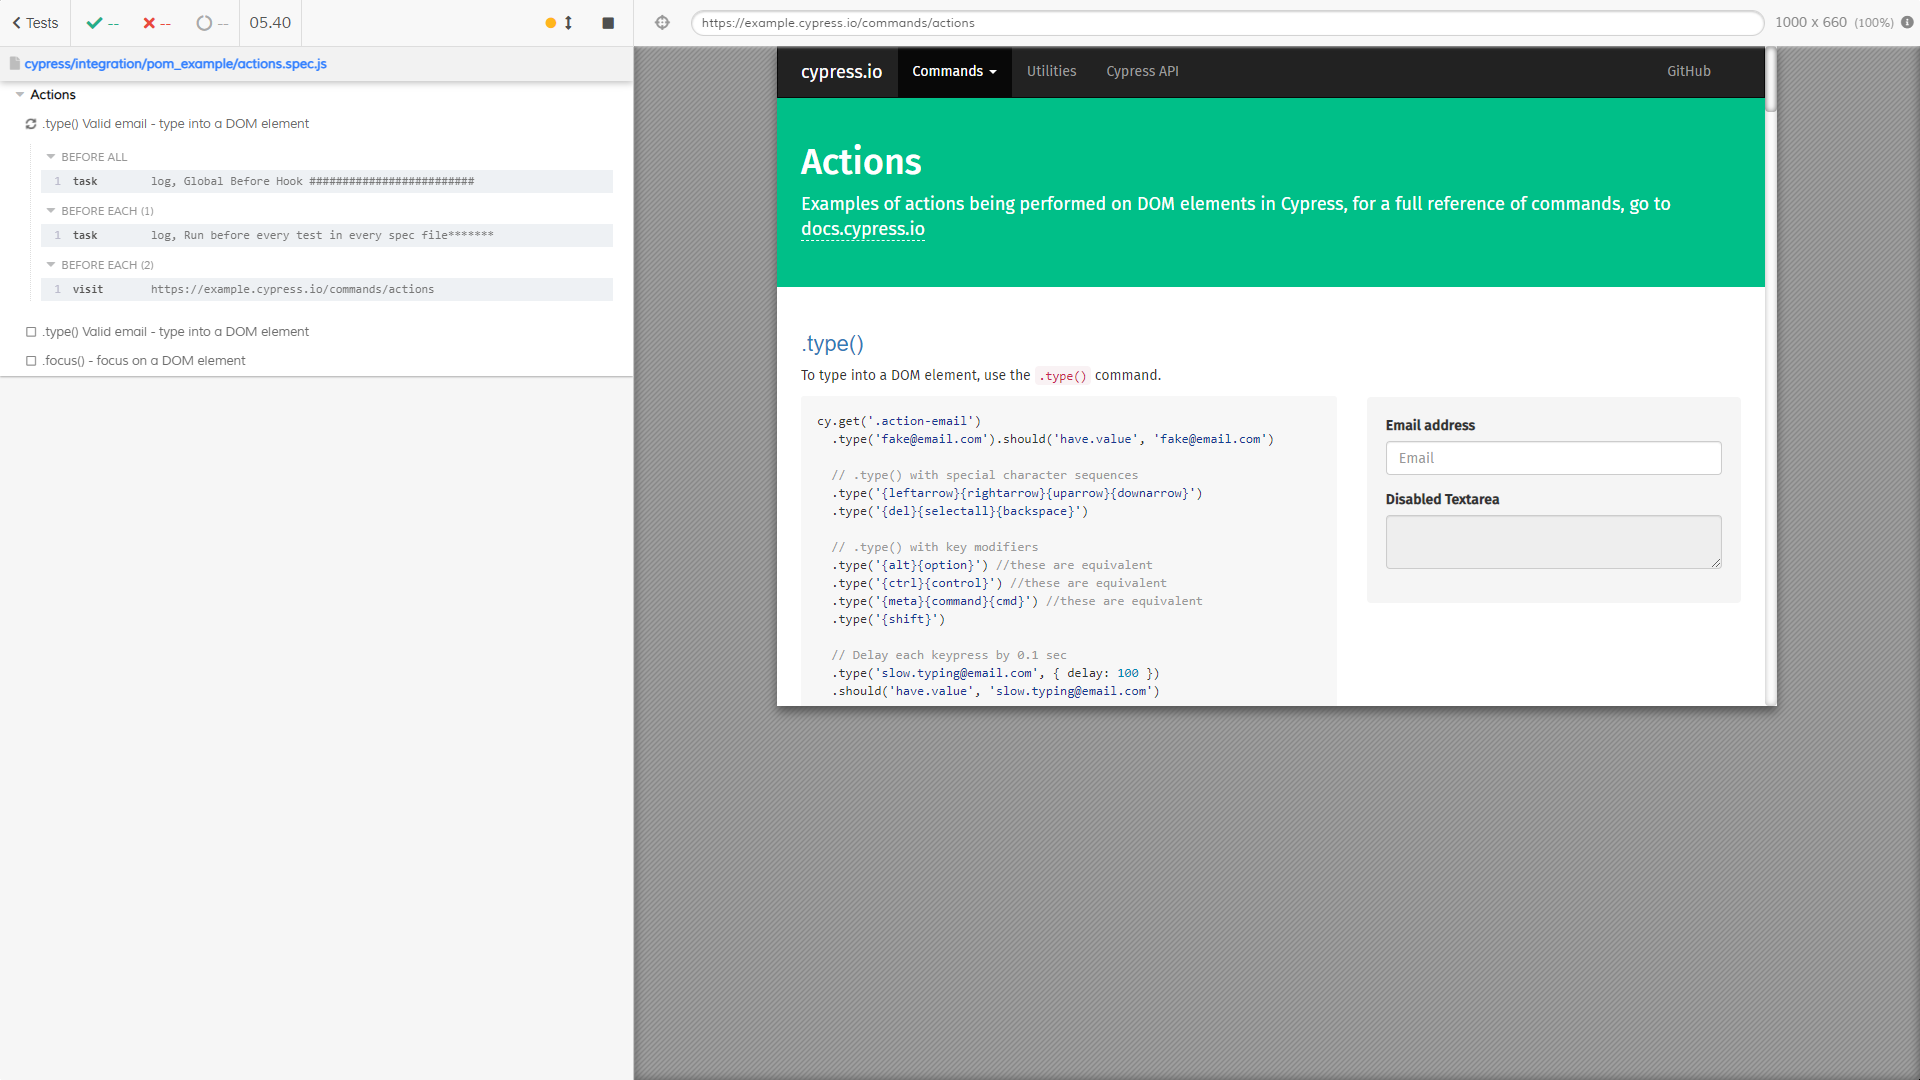 Tests
--
--
--
05.40
https://example.cypress.io/commands/actions
1000 x 660 (100%)
cypress/integration/pom_example/actions.spec.js
Actions
.type() Valid email - type into a DOM element
BEFORE ALL
1 task log, Global Before Hook #########################
BEFORE EACH (1)
1 task log, Run before every test in every spec file*******
BEFORE EACH (2)
1 visit https://example.cypress.io/commands/actions
.type() Valid email - type into a DOM element
.focus() - focus on a DOM element
cypress.io Commands Utilities Cypress API GitHub
Actions
Examples of actions being performed on DOM elements in Cypress, for a full reference of commands, go to
docs.cypress.io
.type()
To type into a DOM element, use the .type() command.
cy.get('.action-email')
.type('fake@email.com').should('have.value', 'fake@email.com')
// .type() with special character sequences
.type('{leftarrow}{rightarrow}{uparrow}{downarrow}')
.type('{del}{selectall}{backspace}')
// .type() with key modifiers
.type('{alt}{option}') //these are equivalent
.type('{ctrl}{control}') //these are equivalent
.type('{meta}{command}{cmd}') //these are equivalent
.type('{shift}')
// Delay each keypress by 0.1 sec
.type('slow.typing@email.com', { delay: 100 })
.should('have.value', 'slow.typing@email.com')
Email address
Email
Disabled Textarea